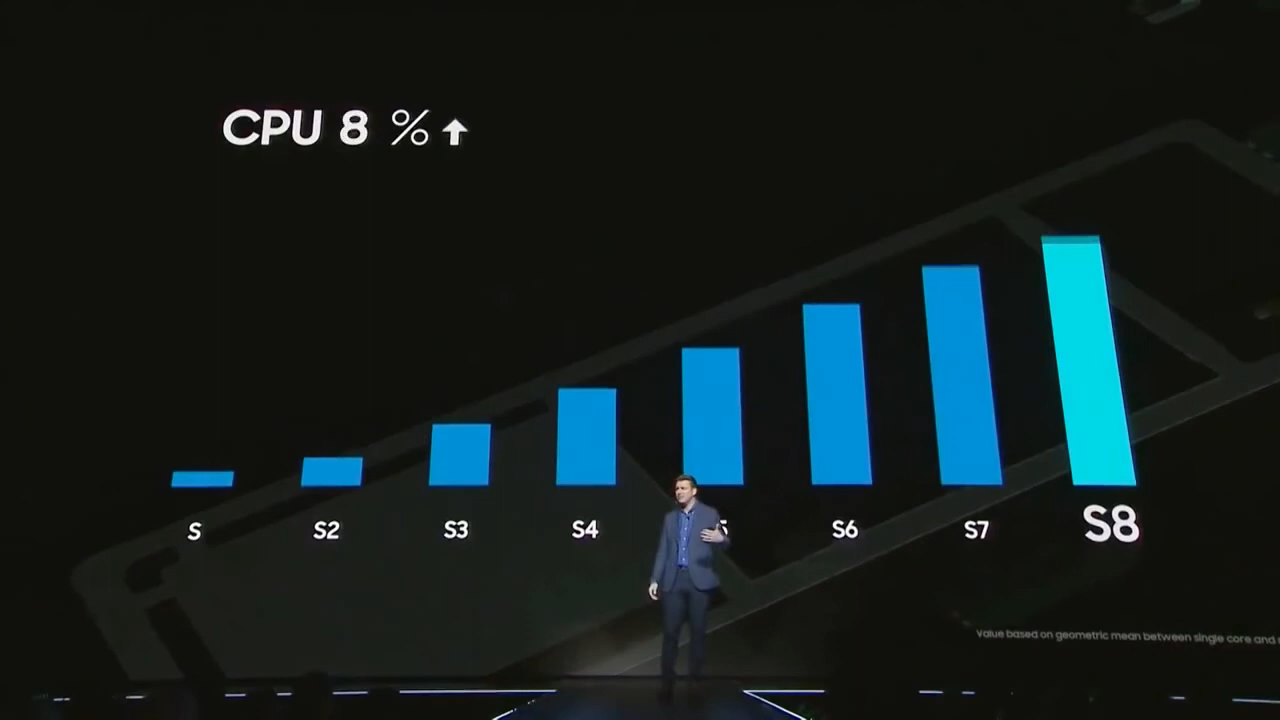 CPU 8 %
S S2 S3 S4 S6 S7 S8
Value based on geometric mean between single core and